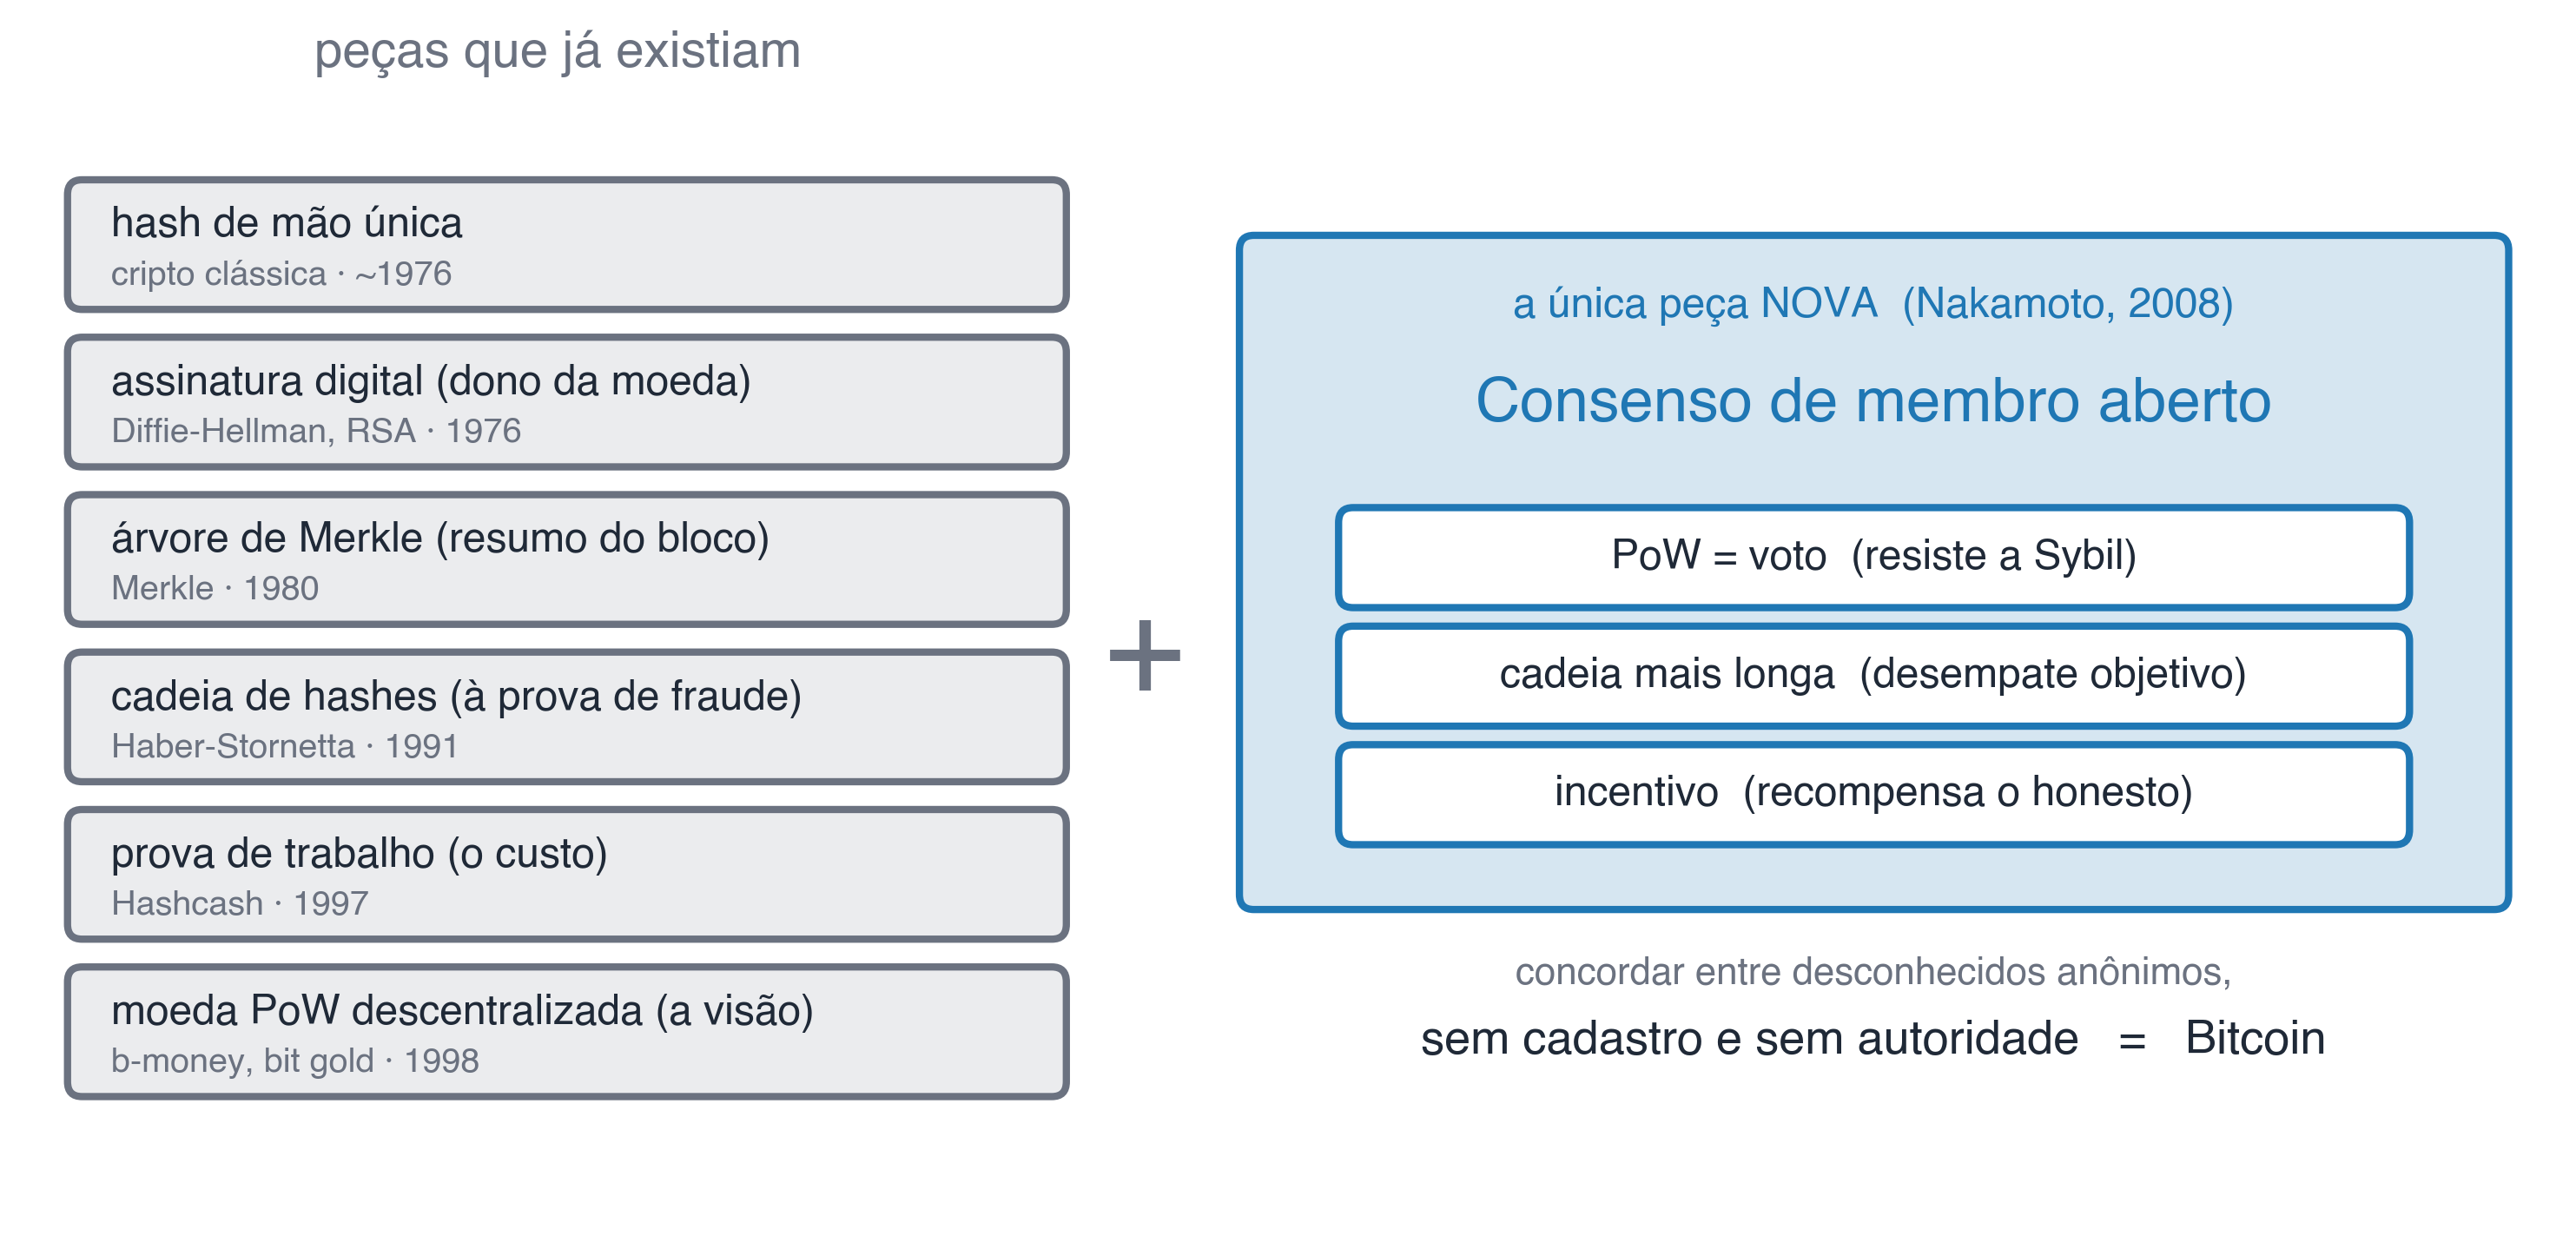 peças que já existiam
hash de mão única
cripto clássica · ~1976
assinatura digital (dono da moeda)
Diffie-Hellman, RSA · 1976
árvore de Merkle (resumo do bloco)
Merkle · 1980
cadeia de hashes (à prova de fraude)
Haber-Stornetta · 1991
prova de trabalho (o custo)
Hashcash · 1997
moeda PoW descentralizada (a visão)
b-money, bit gold · 1998
+
a única peça NOVA (Nakamoto, 2008)
Consenso de membro aberto
PoW = voto (resiste a Sybil)
cadeia mais longa (desempate objetivo)
incentivo (recompensa o honesto)
concordar entre desconhecidos anônimos,
sem cadastro e sem autoridade = Bitcoin